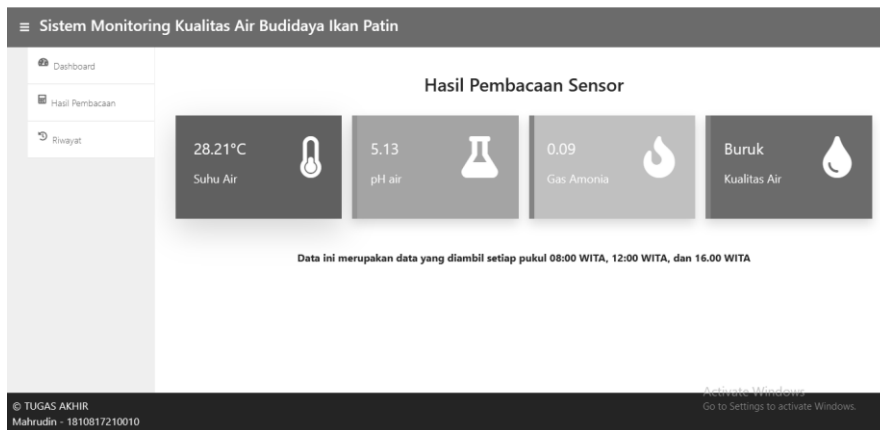 ≡ Sistem Monitoring Kualitas Air Budidaya Ikan Patin
Dashboard
Hasil Pembacaan
Riwayat
Hasil Pembacaan Sensor
28.21°C
Suhu Air
5.13
pH air
0.09
Gas Amonia
Buruk
Kualitas Air
Data ini merupakan data yang diambil setiap pukul 08:00 WITA, 12:00 WITA, dan 16.00 WITA
Activate Windows
Go to Settings to activate Windows.
© TUGAS AKHIR
Mahrudin - 1810817210010